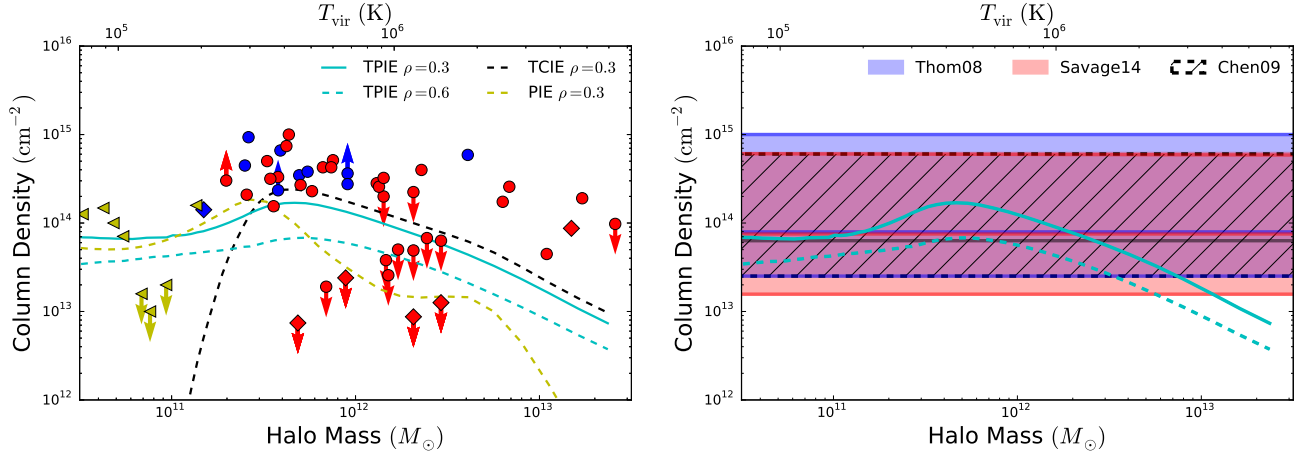 T_vir (K)
10^5 10^6
10^16
10^15
10^14
10^13
10^12
Column Density (cm^−2)
TPIE ρ=0.3
TPIE ρ=0.6
TCIE ρ=0.3
PIE ρ=0.3
10^11 10^12 10^13
Halo Mass (M_⊙)
T_vir (K)
10^5 10^6
10^16
10^15
10^14
10^13
10^12
Column Density (cm^−2)
Thom08 Savage14 Chen09
10^11 10^12 10^13
Halo Mass (M_⊙)